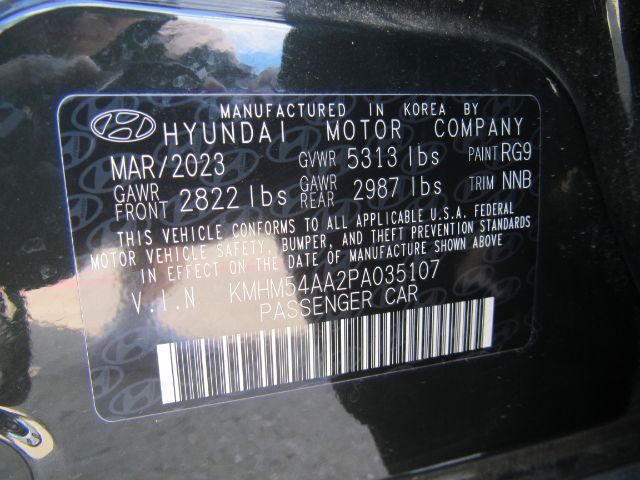 MANUFACTURED IN KOREA BY
HYUNDAI MOTOR COMPANY
MAR/2023 GVWR 5313 lbs PAINT RG9
GAWR FRONT 2822 lbs GAWR REAR 2987 lbs TRIM NNB
THIS VEHICLE CONFORMS TO ALL APPLICABLE U.S.A. FEDERAL
MOTOR VEHICLE SAFETY, BUMPER, AND THEFT PREVENTION STANDARDS
IN EFFECT ON THE DATE OF MANUFACTURE SHOWN ABOVE
V.I.N KMHM54AA2PA035107
PASSENGER CAR